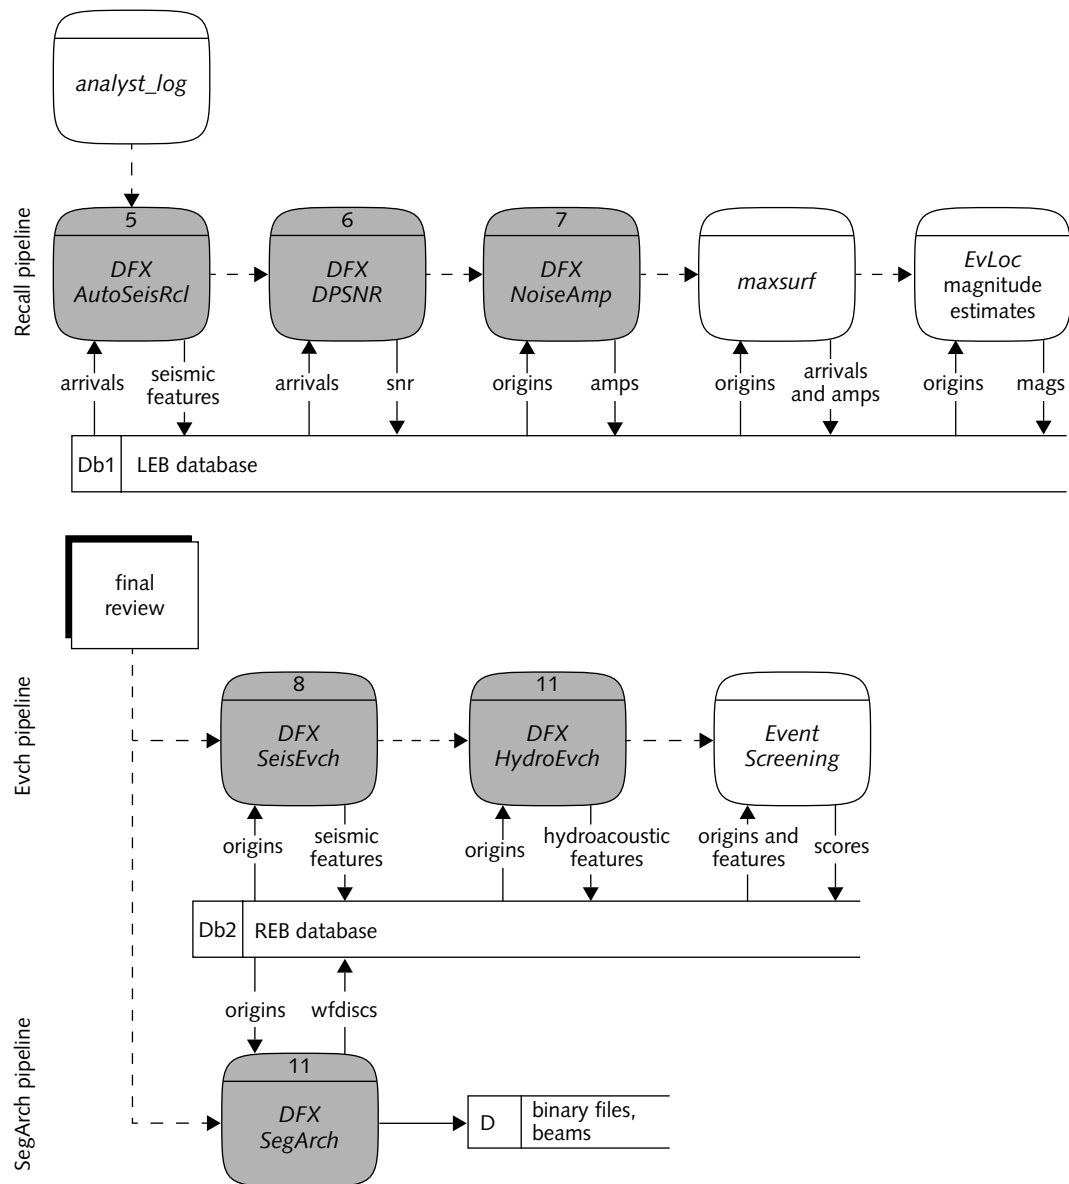 analyst_log
Recall pipeline
5
DFX
AutoSeisRcl
6
DFX
DPSNR
7
DFX
NoiseAmp
maxsurf
EvLoc
magnitude
estimates
arrivals
seismic
features
arrivals
snr
origins
amps
origins
arrivals
and amps
origins
mags
Db1
LEB database
final
review
Evch pipeline
8
DFX
SeisEvch
11
DFX
HydroEvch
Event
Screening
origins
seismic
features
origins
hydroacoustic
features
origins and
features
scores
Db2
REB database
origins
wfdiscs
SegArch pipeline
11
DFX
SegArch
D
binary files,
beams